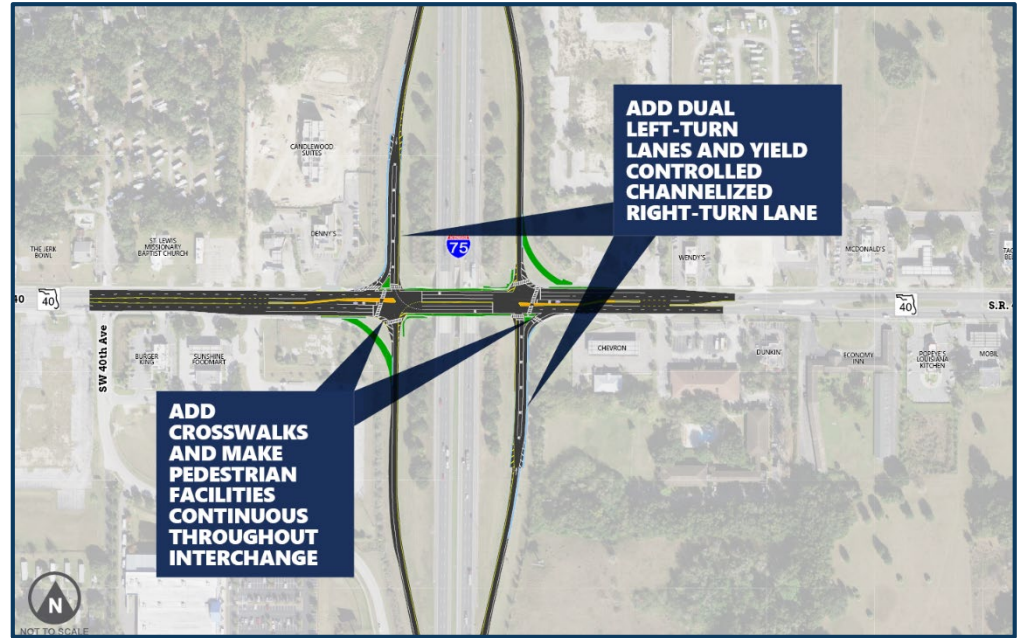 ADD DUAL
LEFT-TURN
LANES AND YIELD
CONTROLLED
CHANNELIZED
RIGHT-TURN LANE
CANDLEWOOD
SUITES
THE JERK
BOWL
ST LEWIS
MISSIONARY
BAPTIST CHURCH
DENNY'S
75
WENDY'S
MCDONALD'S
40
40
40
S.R.
SW 40th Ave
BURGER
KING
SUNSHINE
FOODMART
CHEVRON
DUNKIN'
ECONOMY
INN
POPEYE'S
LOUISIANA
KITCHEN
MOBIL
ADD
CROSSWALKS
AND MAKE
PEDESTRIAN
FACILITIES
CONTINUOUS
THROUGHOUT
INTERCHANGE
N
NOT TO SCALE